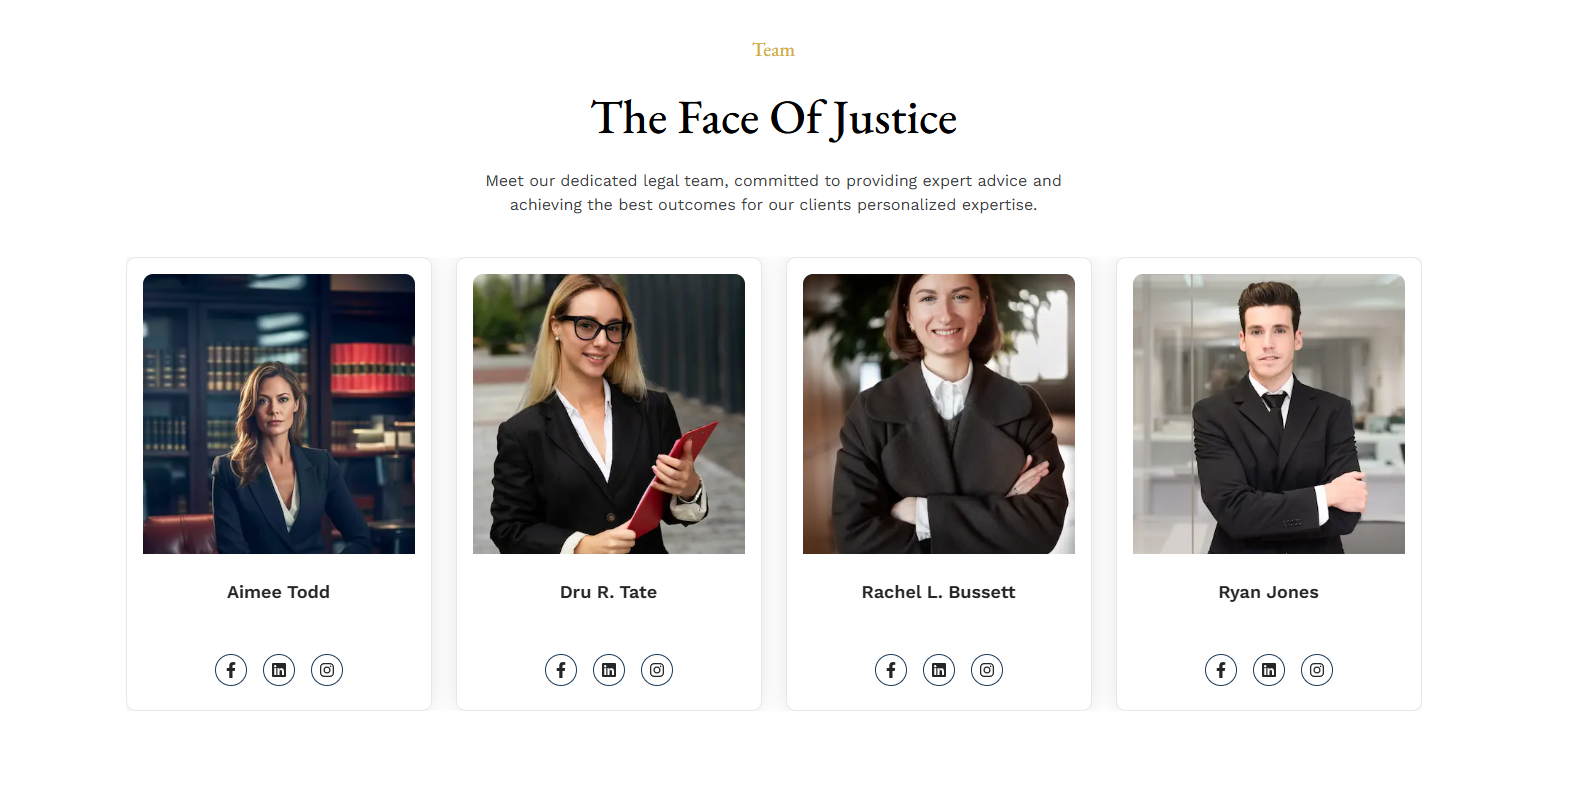 Team
The Face Of Justice
Meet our dedicated legal team, committed to providing expert advice and
achieving the best outcomes for our clients personalized expertise.
Aimee Todd
Dru R. Tate
Rachel L. Bussett
Ryan Jones